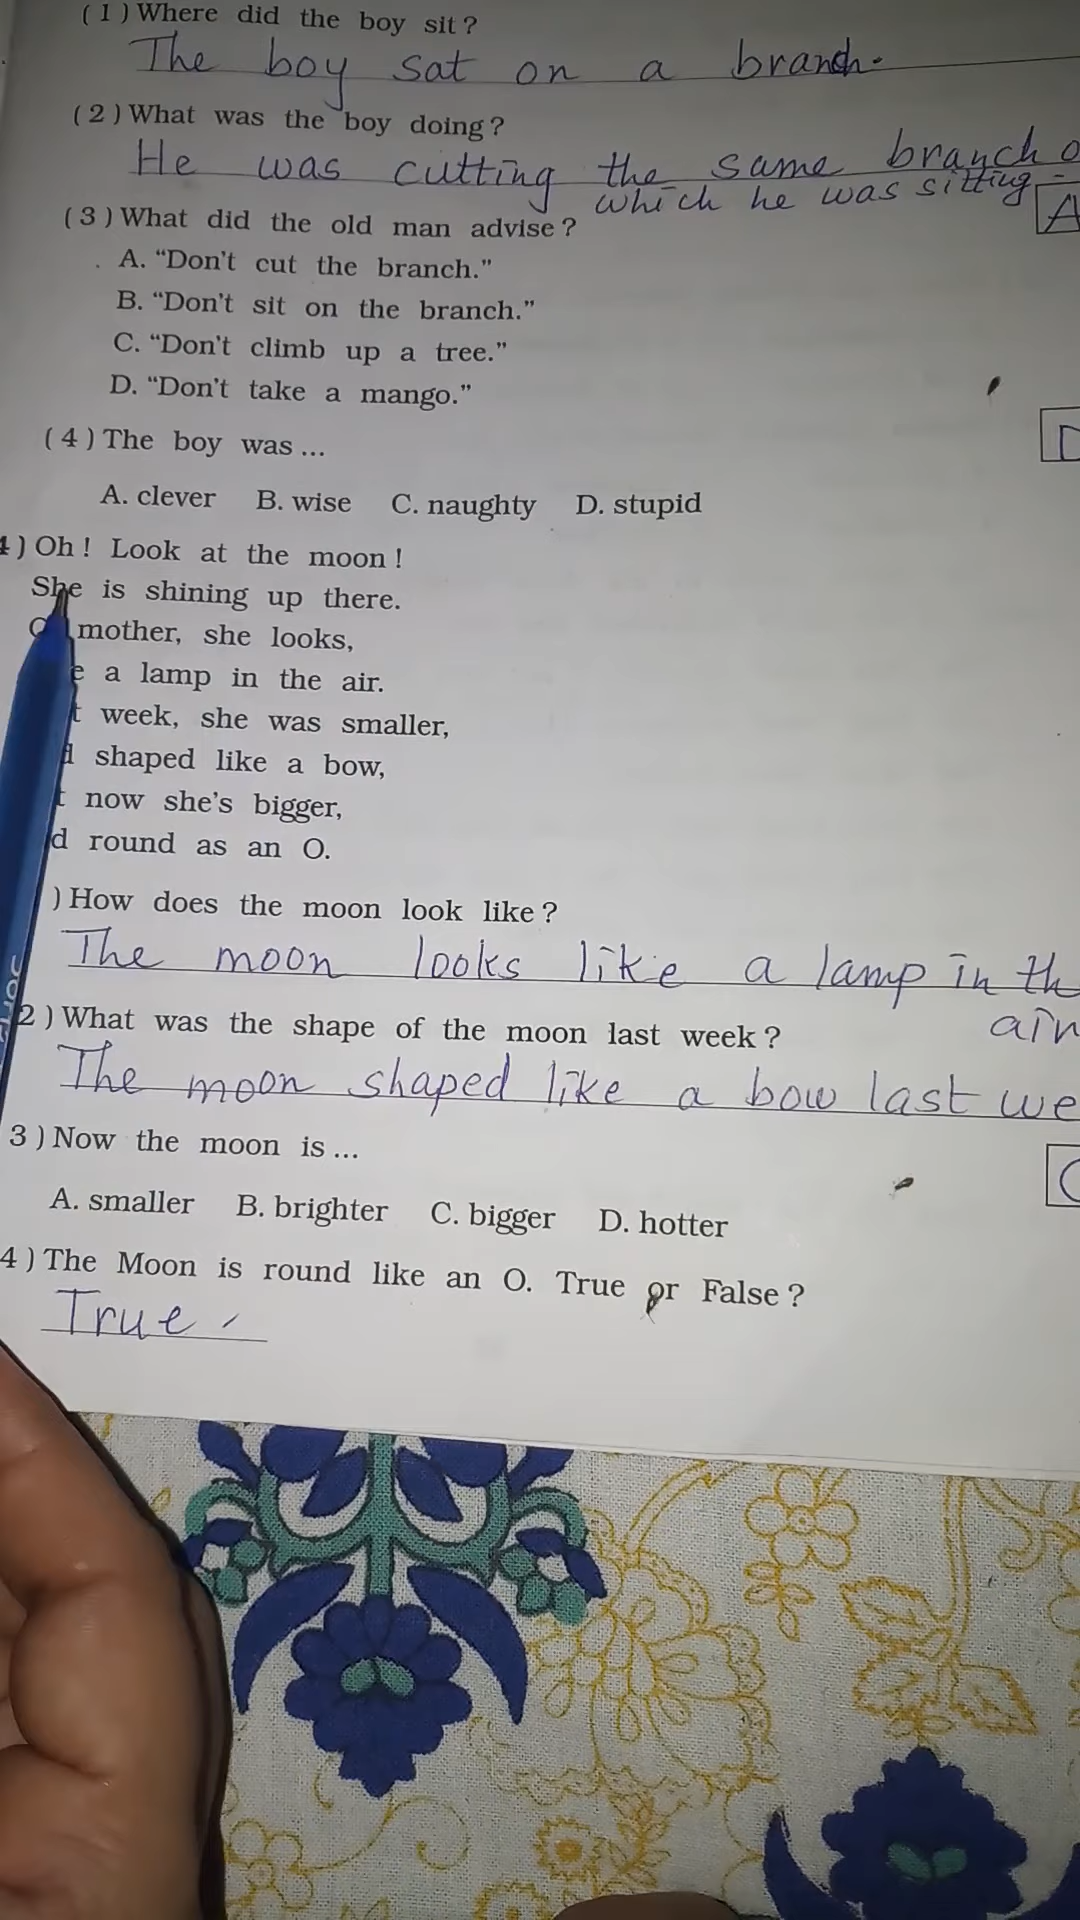 ( 1 ) Where did the boy sit ?
The boy sat on a branch.
( 2 ) What was the boy doing ?
He was cutting the same branch
which he was sitting
( 3 ) What did the old man advise ?
A
A. “Don't cut the branch.”
B. “Don't sit on the branch.”
C. “Don't climb up a tree.”
D. “Don't take a mango.”
( 4 ) The boy was ...
D
A. clever B. wise C. naughty D. stupid
4 ) Oh ! Look at the moon !
She is shining up there.
mother, she looks,
a lamp in the air.
week, she was smaller,
shaped like a bow,
now she's bigger,
round as an O.
) How does the moon look like ?
The moon looks like a lamp in
air
2 ) What was the shape of the moon last week ?
The moon shaped like a bow last
3 ) Now the moon is ...
C
A. smaller B. brighter C. bigger D. hotter
4 ) The Moon is round like an O. True or False ?
True